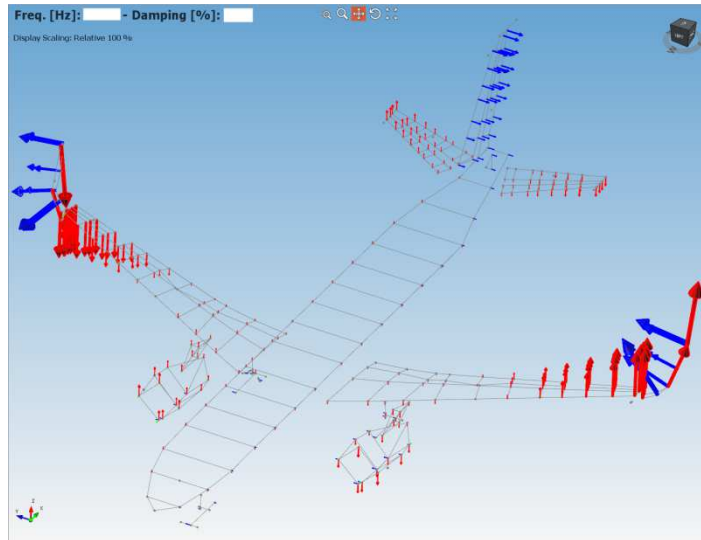 Freq. [Hz]: - Damping [%]:
Display Scaling: Relative 100 %
Z
Y
X